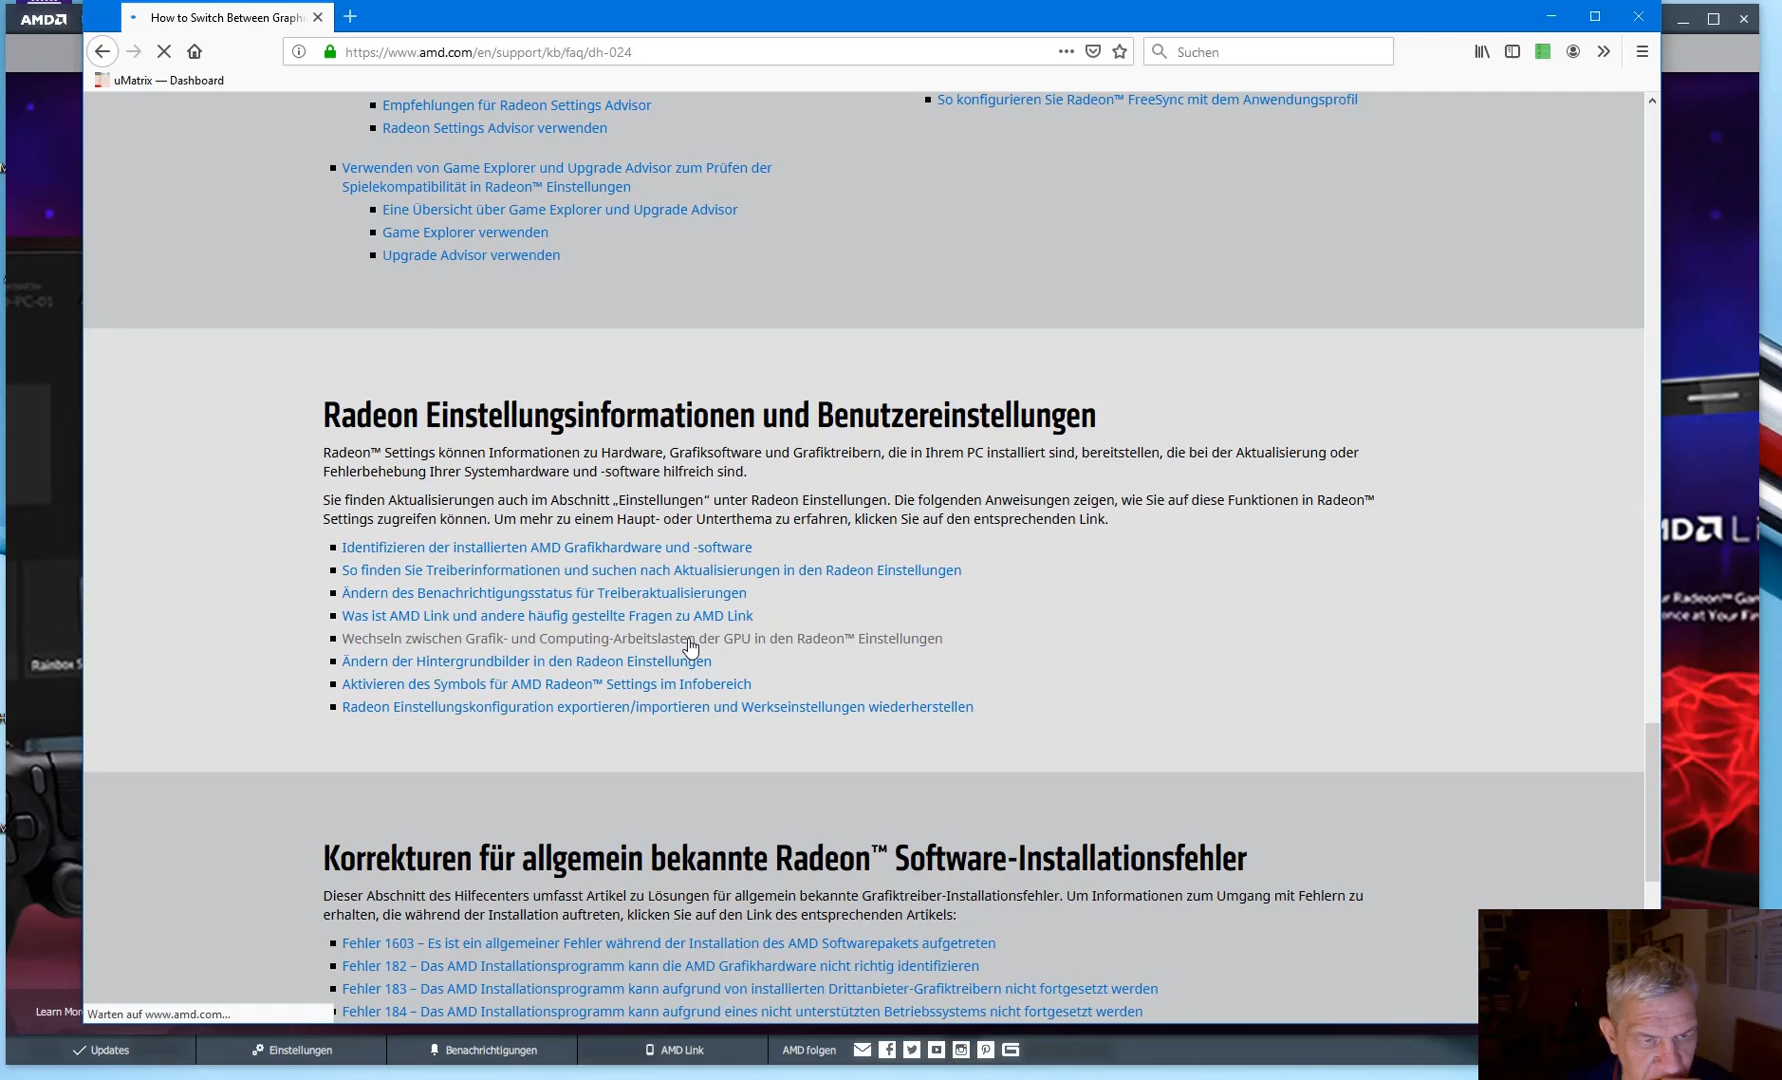 AMD
How to Switch Between Graphi
https://www.amd.com/en/support/kb/faq/dh-024
Suchen
uMatrix — Dashboard
Empfehlungen für Radeon Settings Advisor
Radeon Settings Advisor verwenden
So konfigurieren Sie Radeon™ FreeSync mit dem Anwendungsprofil
Verwenden von Game Explorer und Upgrade Advisor zum Prüfen der
Spielekompatibilität in Radeon™ Einstellungen
Eine Übersicht über Game Explorer und Upgrade Advisor
Game Explorer verwenden
Upgrade Advisor verwenden
Radeon Einstellungsinformationen und Benutzereinstellungen
Radeon™ Settings können Informationen zu Hardware, Grafiksoftware und Grafiktreibern, die in Ihrem PC installiert sind, bereitstellen, die bei der Aktualisierung oder
Fehlerbehebung Ihrer Systemhardware und -software hilfreich sind.
Sie finden Aktualisierungen auch im Abschnitt „Einstellungen“ unter Radeon Einstellungen. Die folgenden Anweisungen zeigen, wie Sie auf diese Funktionen in Radeon™
Settings zugreifen können. Um mehr zu einem Haupt- oder Unterthema zu erfahren, klicken Sie auf den entsprechenden Link.
Identifizieren der installierten AMD Grafikhardware und -software
So finden Sie Treiberinformationen und suchen nach Aktualisierungen in den Radeon Einstellungen
Ändern des Benachrichtigungsstatus für Treiberaktualisierungen
Was ist AMD Link und andere häufig gestellte Fragen zu AMD Link
Wechseln zwischen Grafik- und Computing-Arbeitslasten der GPU in den Radeon™ Einstellungen
Ändern der Hintergrundbilder in den Radeon Einstellungen
Aktivieren des Symbols für AMD Radeon™ Settings im Infobereich
Radeon Einstellungskonfiguration exportieren/importieren und Werkseinstellungen wiederherstellen
Korrekturen für allgemein bekannte Radeon™ Software-Installationsfehler
Dieser Abschnitt des Hilfecenters umfasst Artikel zu Lösungen für allgemein bekannte Grafiktreiber-Installationsfehler. Um Informationen zum Umgang mit Fehlern zu
erhalten, die während der Installation auftreten, klicken Sie auf den Link des entsprechenden Artikels:
Fehler 1603 – Es ist ein allgemeiner Fehler während der Installation des AMD Softwarepakets aufgetreten
Fehler 182 – Das AMD Installationsprogramm kann die AMD Grafikhardware nicht richtig identifizieren
Fehler 183 – Das AMD Installationsprogramm kann aufgrund von installierten Drittanbieter-Grafiktreibern nicht fortgesetzt werden
Fehler 184 – Das AMD Installationsprogramm kann aufgrund eines nicht unterstützten Betriebssystems nicht fortgesetzt werden
Warten auf www.amd.com...
Rainbow S
Learn Mor
Updates
Einstellungen
Benachrichtigungen
AMD Link
AMD folgen